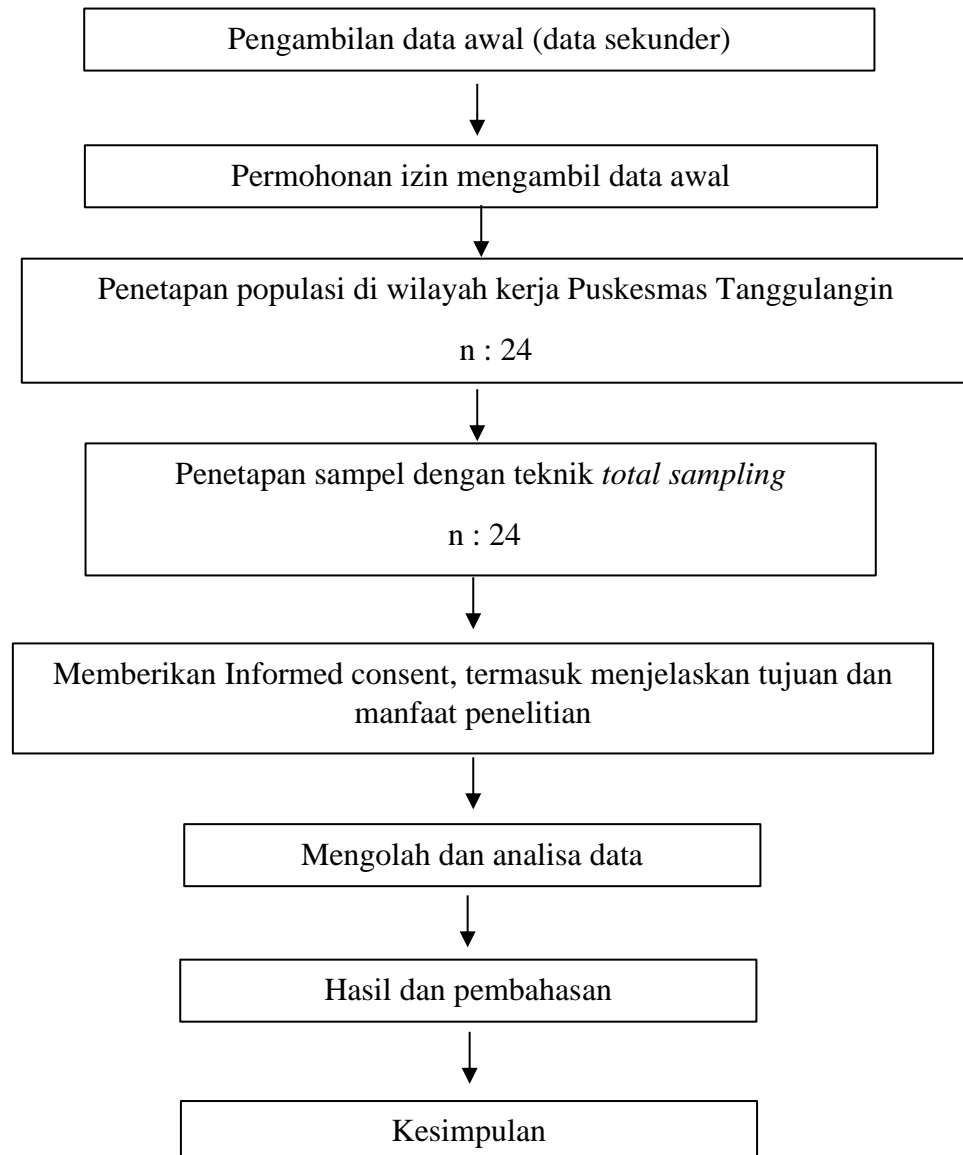 Pengambilan data awal (data sekunder)
Permohonan izin mengambil data awal
Penetapan populasi di wilayah kerja Puskesmas Tanggulangin
n : 24
Penetapan sampel dengan teknik total sampling
n : 24
Memberikan Informed consent, termasuk menjelaskan tujuan dan
manfaat penelitian
Mengolah dan analisa data
Hasil dan pembahasan
Kesimpulan